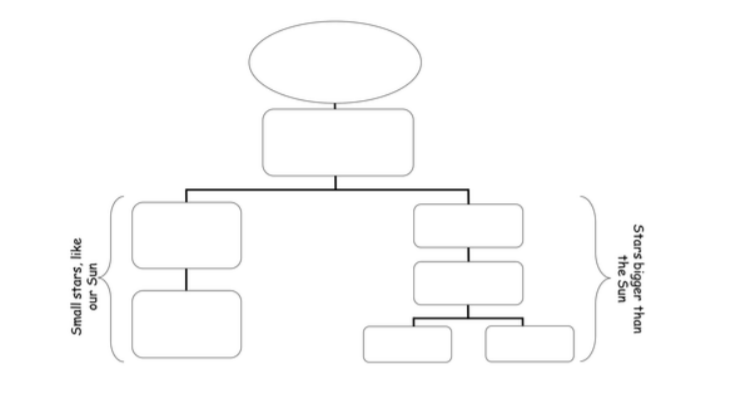 Small stars, like
our Sun
Stars bigger than
the Sun